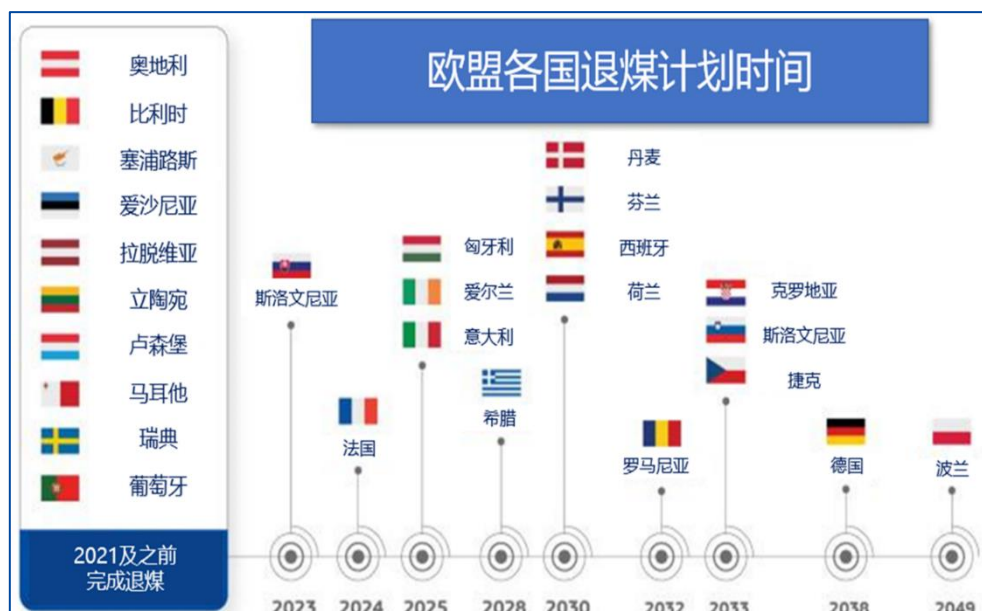 欧盟各国退煤计划时间
奥地利
比利时
塞浦路斯
爱沙尼亚
拉脱维亚
立陶宛
卢森堡
马耳他
瑞典
葡萄牙
2021及之前
完成退煤
斯洛文尼亚
法国
匈牙利
爱尔兰
意大利
希腊
丹麦
芬兰
西班牙
荷兰
罗马尼亚
克罗地亚
斯洛文尼亚
捷克
德国
波兰
2023
2024
2025
2028
2030
2032
2033
2038
2049